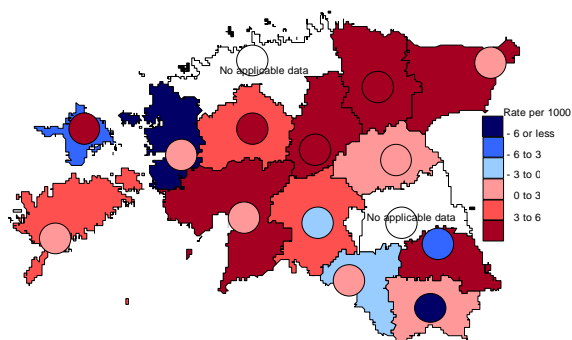 No applicable data
Rate per 1000
- 6 or less
- 6 to 3
- 3 to 0
0 to 3
3 to 6
No applicable data